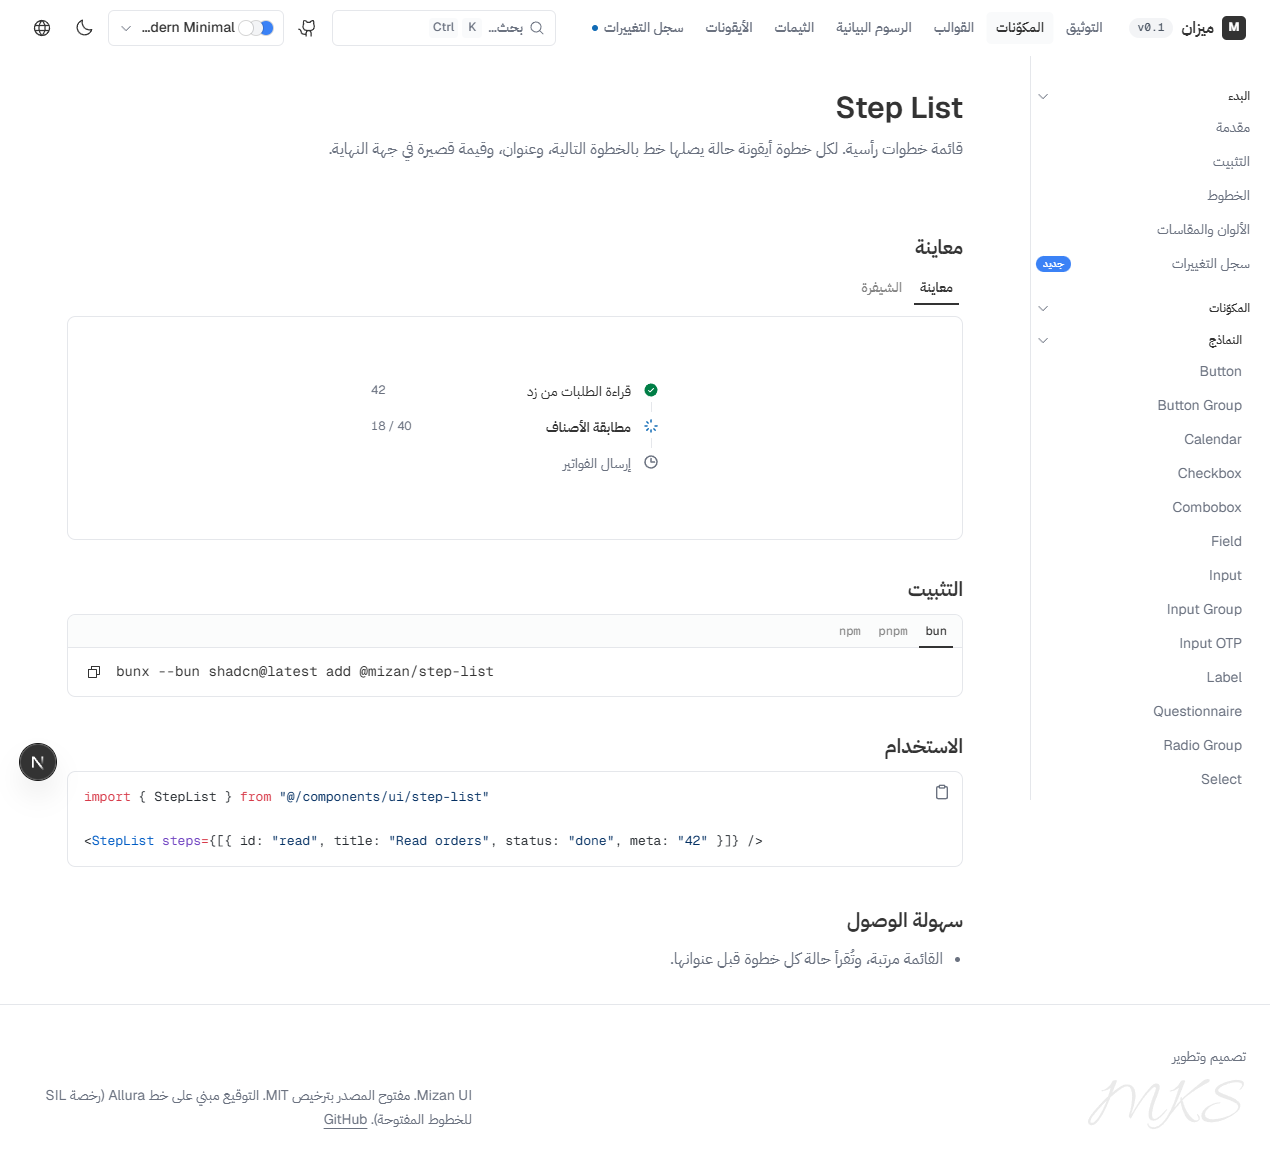 M ميزان v0.1 التوثيق المكوّنات القوالب الرسوم البيانية الثيمات الأيقونات سجل التغييرات بحث... Ctrl K ...dern Minimal
البدء
مقدمة
التثبيت
الخطوط
الألوان والمقاسات
سجل التغييرات جديد
المكوّنات
النماذج
Button
Button Group
Calendar
Checkbox
Combobox
Field
Input
Input Group
Input OTP
Label
Questionnaire
Radio Group
Select
Step List
قائمة خطوات رأسية. لكل خطوة أيقونة حالة يصلها خط بالخطوة التالية، وعنوان، وقيمة قصيرة في جهة النهاية.
معاينة
معاينة الشيفرة
قراءة الطلبات من زد 42
مطابقة الأصناف 18 / 40
إرسال الفواتير
التثبيت
bun pnpm npm
bunx --bun shadcn@latest add @mizan/step-list
الاستخدام
import { StepList } from "@/components/ui/step-list"
<StepList steps={[{ id: "read", title: "Read orders", status: "done", meta: "42" }]} />
سهولة الوصول
• القائمة مرتبة، وتُقرأ حالة كل خطوة قبل عنوانها.
تصميم وتطوير
MKS
Mizan UI. مفتوح المصدر بترخيص MIT. التوقيع مبني على خط Allura (رخصة SIL
للخطوط المفتوحة). GitHub
N